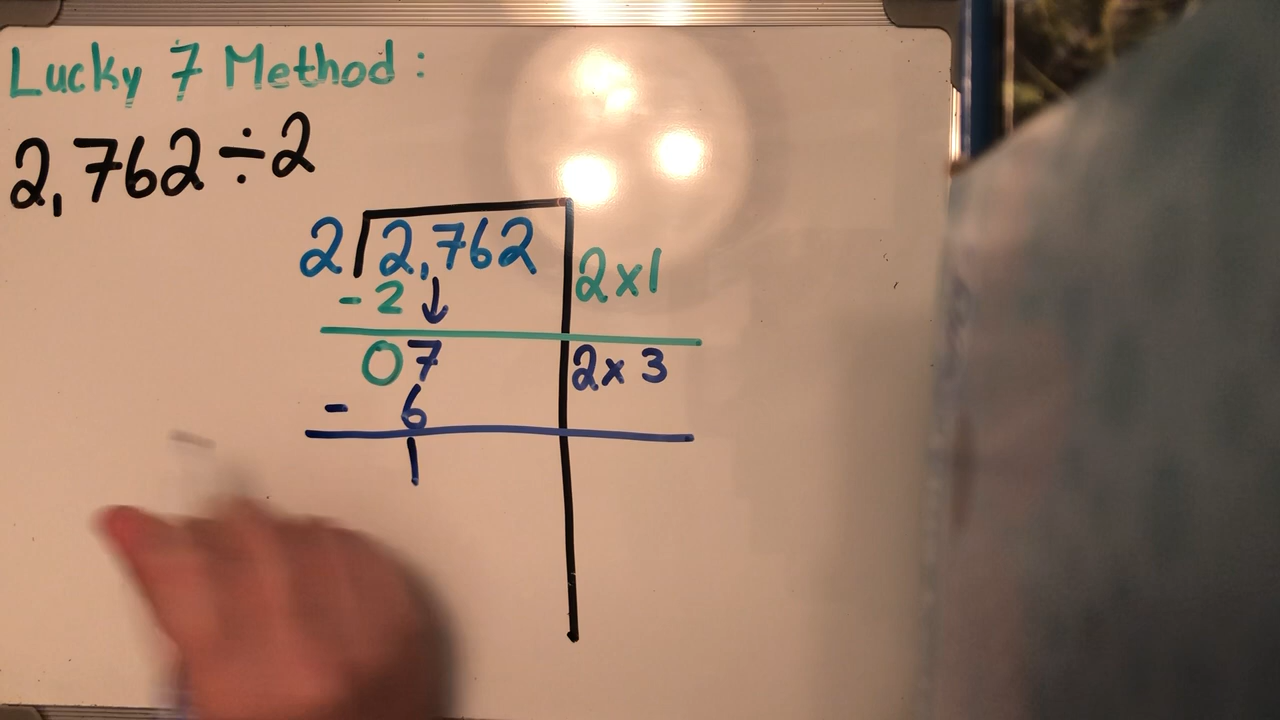 Lucky 7 Method:
2,762÷2
2 2,762 2x1
-2↓
07 2x3
- 6
1